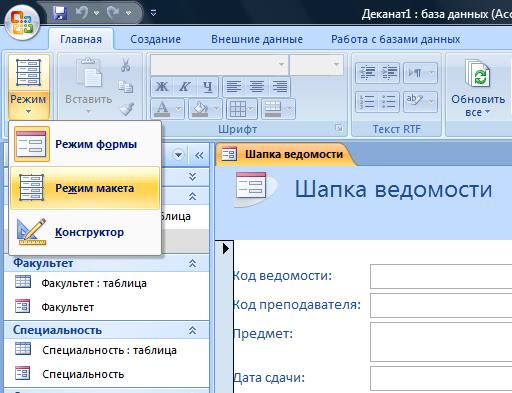 Деканат1 : база данных (Acc
Главная Создание Внешние данные Работа с базами данных
Режим Вставить Ж К Ч Обновить все
Шрифт Текст RTF
Режим формы
Режим макета
Конструктор
таблица
Факультет
Факультет : таблица
Факультет
Специальность
Специальность : таблица
Специальность
Шапка ведомости
Шапка ведомости
Код ведомости:
Код преподавателя:
Предмет:
Дата сдачи: